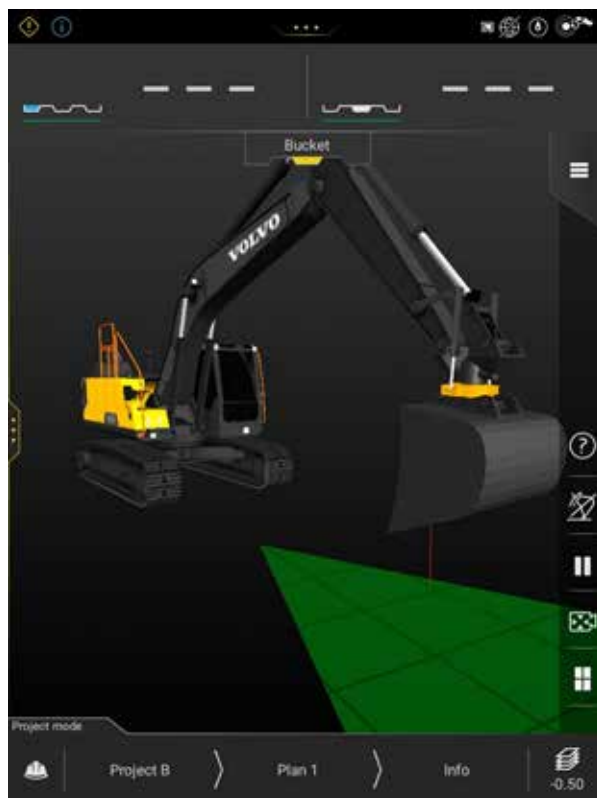 Bucket
VOLVO
?
Project mode
Project B
Plan 1
Info
-0.50